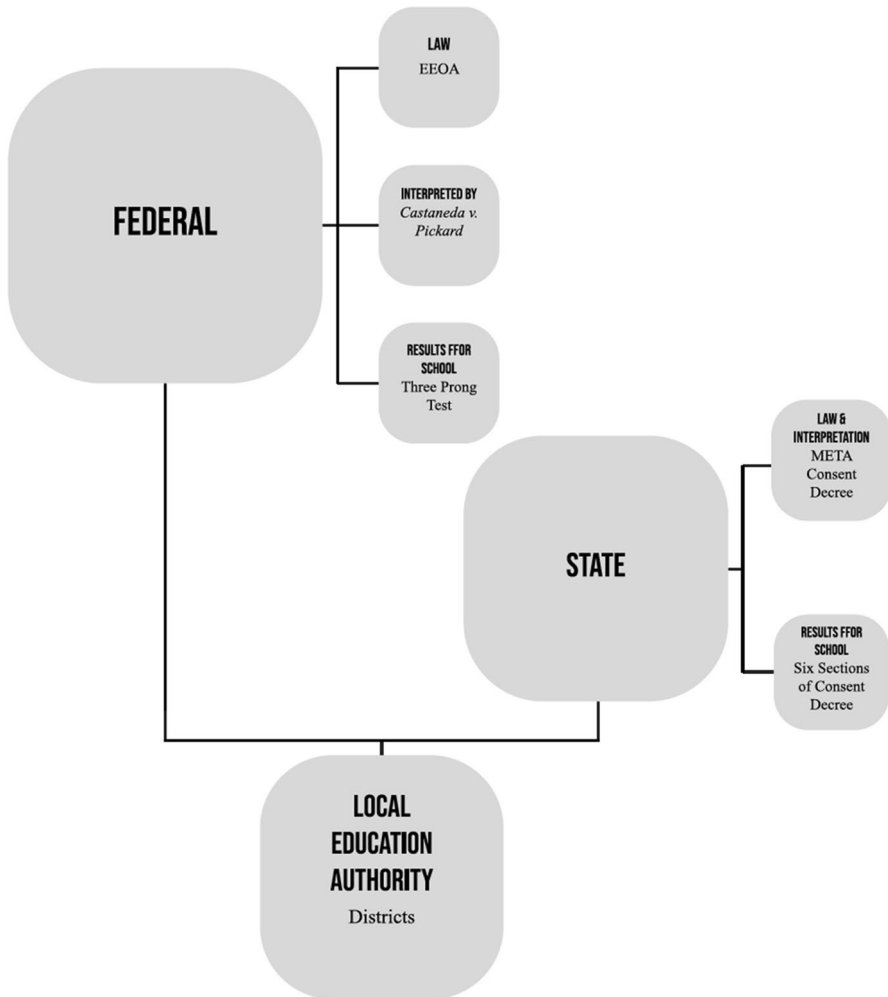 LAW
EEOA
FEDERAL
INTERPRETED BY
Castaneda v.
Pickard
RESULTS FFOR
SCHOOL
Three Prong
Test
LAW &
INTERPRETATION
META
Consent
Decree
STATE
RESULTS FFOR
SCHOOL
Six Sections
of Consent
Decree
LOCAL
EDUCATION
AUTHORITY
Districts